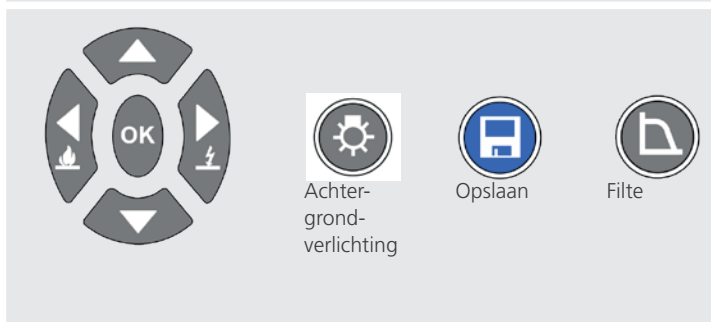 OK
Achter-
grond-
verlichting
Opslaan
Filte